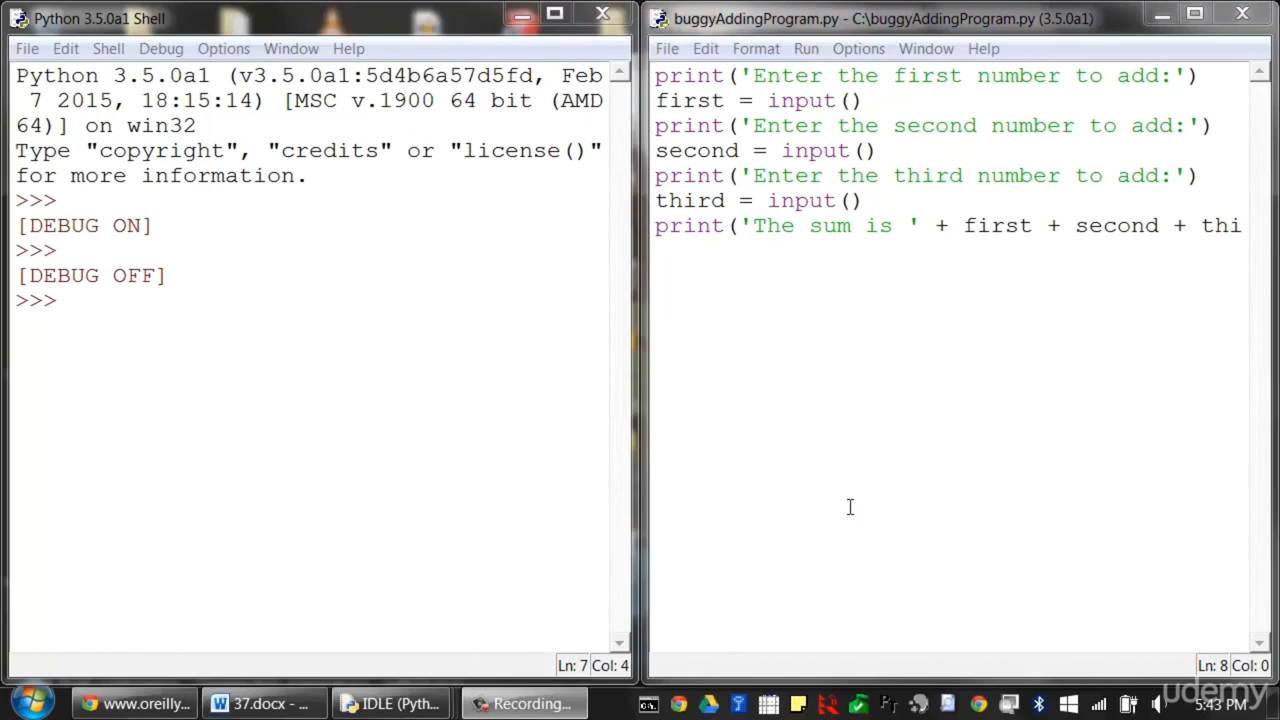 Python 3.5.0a1 Shell
File Edit Shell Debug Options Window Help
Python 3.5.0a1 (v3.5.0a1:5d4b6a57d5fd, Feb
7 2015, 18:15:14) [MSC v.1900 64 bit (AMD
64)] on win32
Type "copyright", "credits" or "license()"
for more information.
>>>
[DEBUG ON]
>>>
[DEBUG OFF]
>>>
Ln: 7 Col: 4
buggyAddingProgram.py - C:\buggyAddingProgram.py (3.5.0a1)
File Edit Format Run Options Window Help
print('Enter the first number to add:')
first = input()
print('Enter the second number to add:')
second = input()
print('Enter the third number to add:')
third = input()
print('The sum is ' + first + second + thi
Ln: 8 Col: 0
www.oreilly... 37.docx - ... IDLE (Pyth... Recording... 5:43 PM
udemy